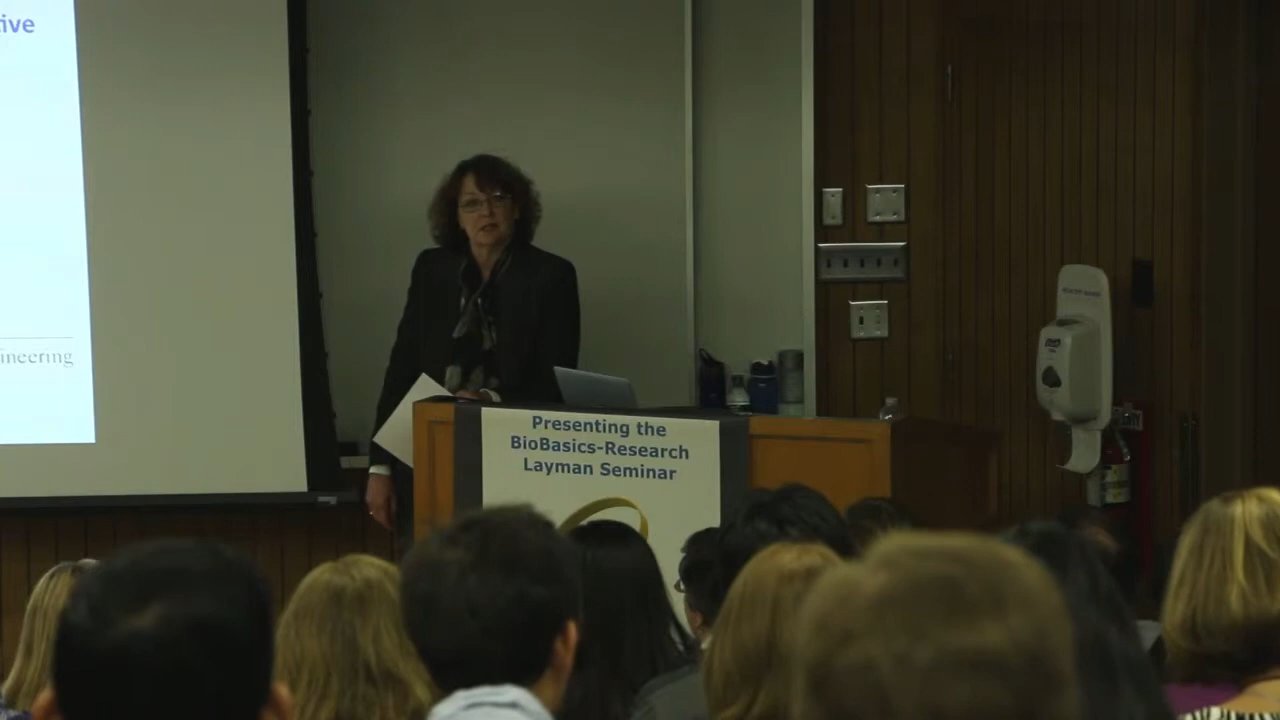 ive
ineering
Presenting the
BioBasics-Research
Layman Seminar